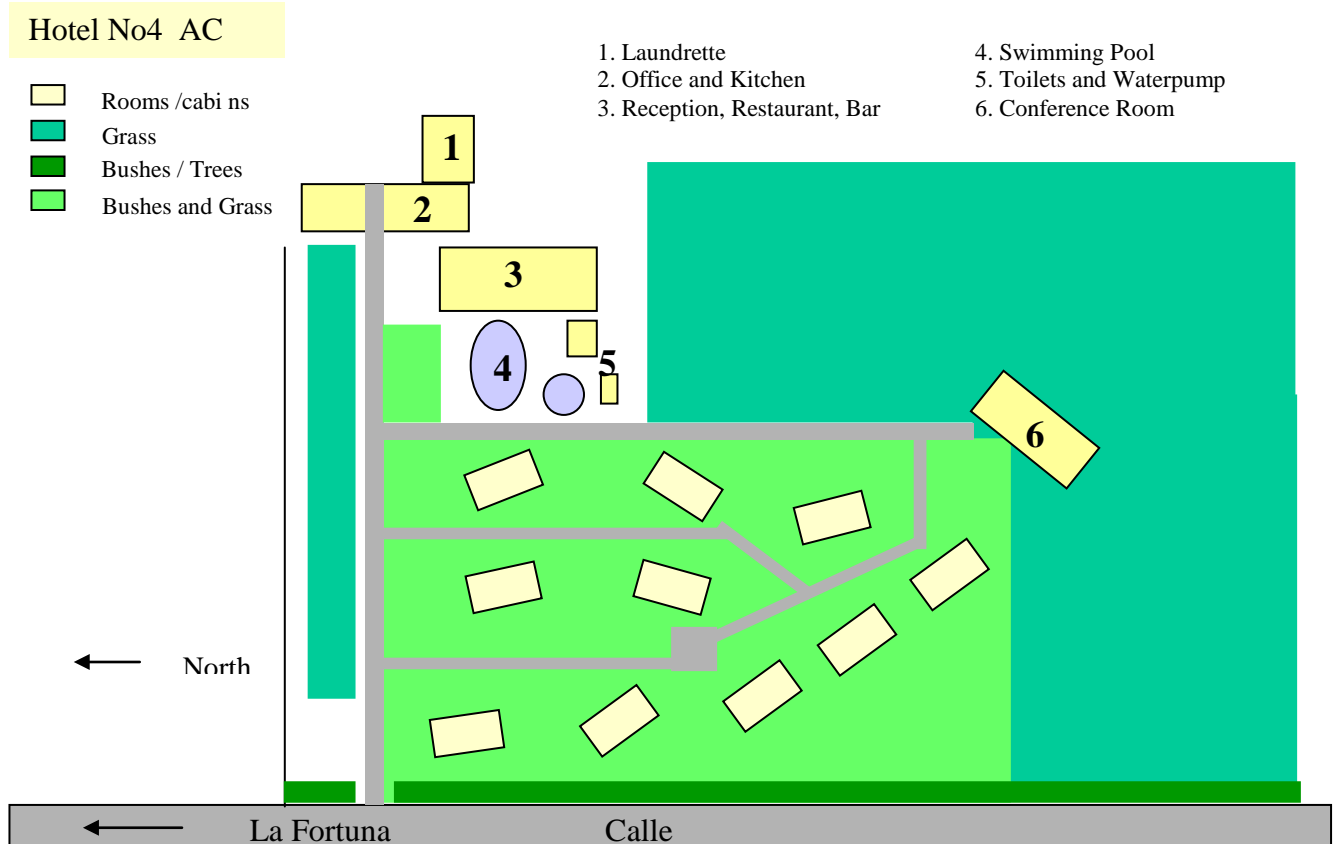 Hotel No4 AC
Rooms /cabi ns
Grass
Bushes / Trees
Bushes and Grass
1. Laundrette
2. Office and Kitchen
3. Reception, Restaurant, Bar
4. Swimming Pool
5. Toilets and Waterpump
6. Conference Room
1
2
3
4
5
6
North
La Fortuna
Calle